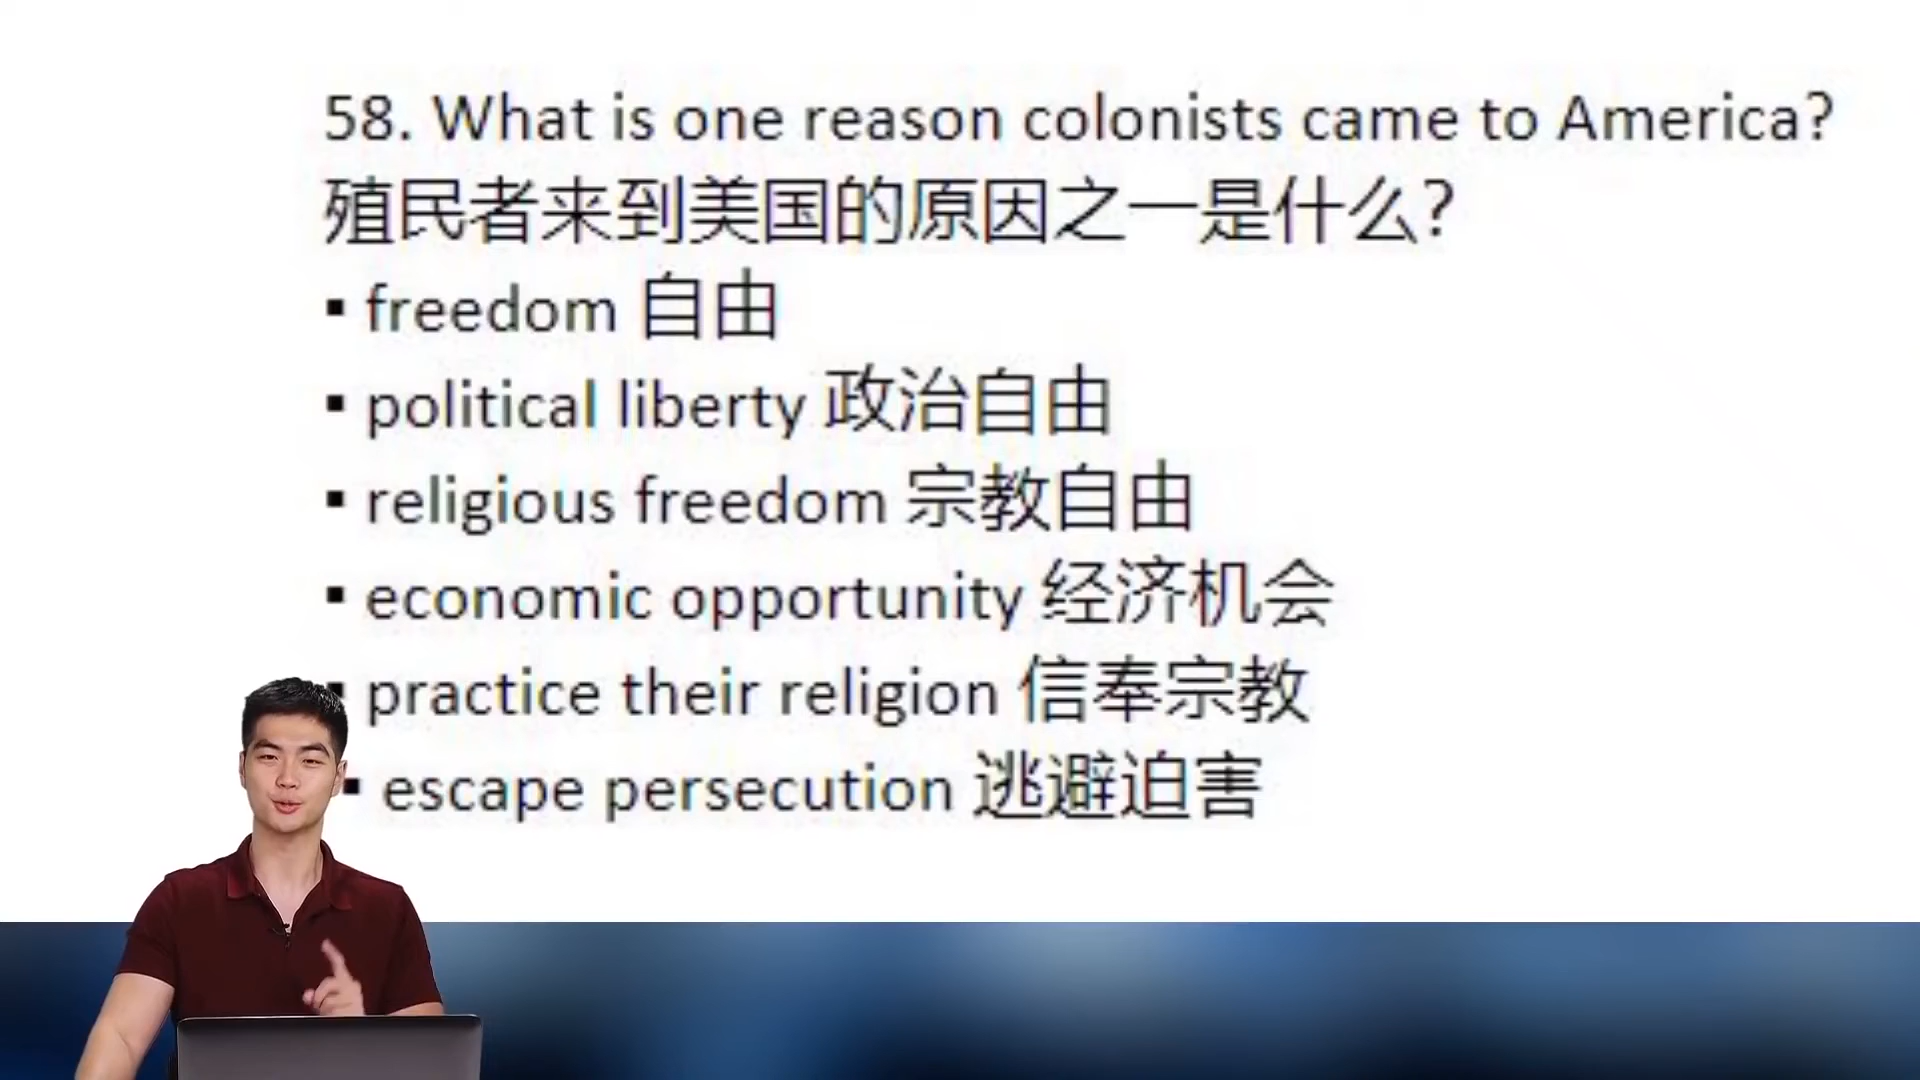 58. What is one reason colonists came to America?
殖民者来到美国的原因之一是什么?
▪ freedom 自由
▪ political liberty 政治自由
▪ religious freedom 宗教自由
▪ economic opportunity 经济机会
▪ practice their religion 信奉宗教
▪ escape persecution 逃避迫害